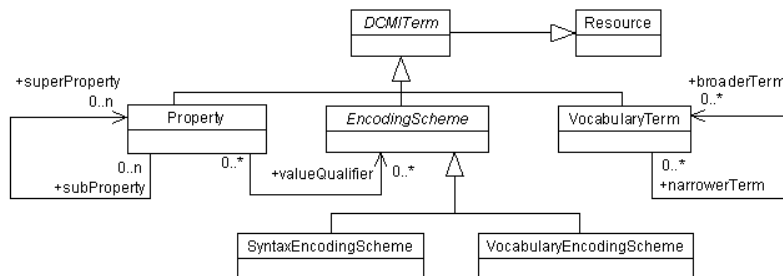 DCMITerm
Resource
+superProperty
+broaderTerm
0..n
0..*
Property
EncodingScheme
VocabularyTerm
0..n
0..*
+valueQualifier
0..*
0..*
+subProperty
+narrowerTerm
SyntaxEncodingScheme
VocabularyEncodingScheme